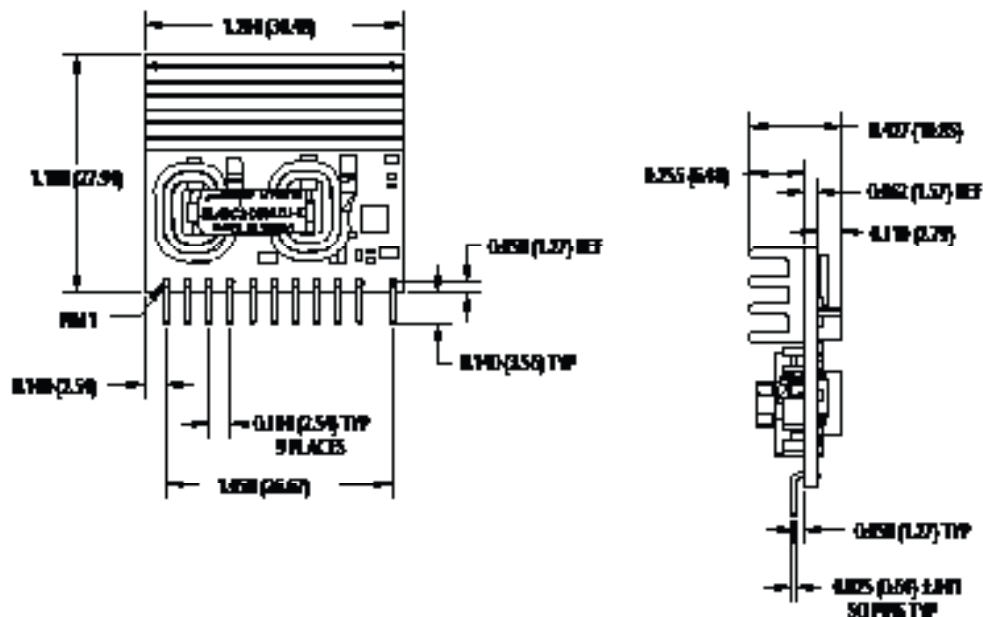 1.200 (30.48)
0.427 (10.85)
1.100 (27.94)
0.255 (6.48)
0.062 (1.57) REF
0.110 (2.79)
0.050 (1.27) REF
PIN 1
0.140 (3.56) TYP
0.100 (2.54)
0.100 (2.54) TYP
9 PLACES
1.050 (26.67)
0.050 (1.27) TYP
0.025 (0.64)
SQ PINS TYP